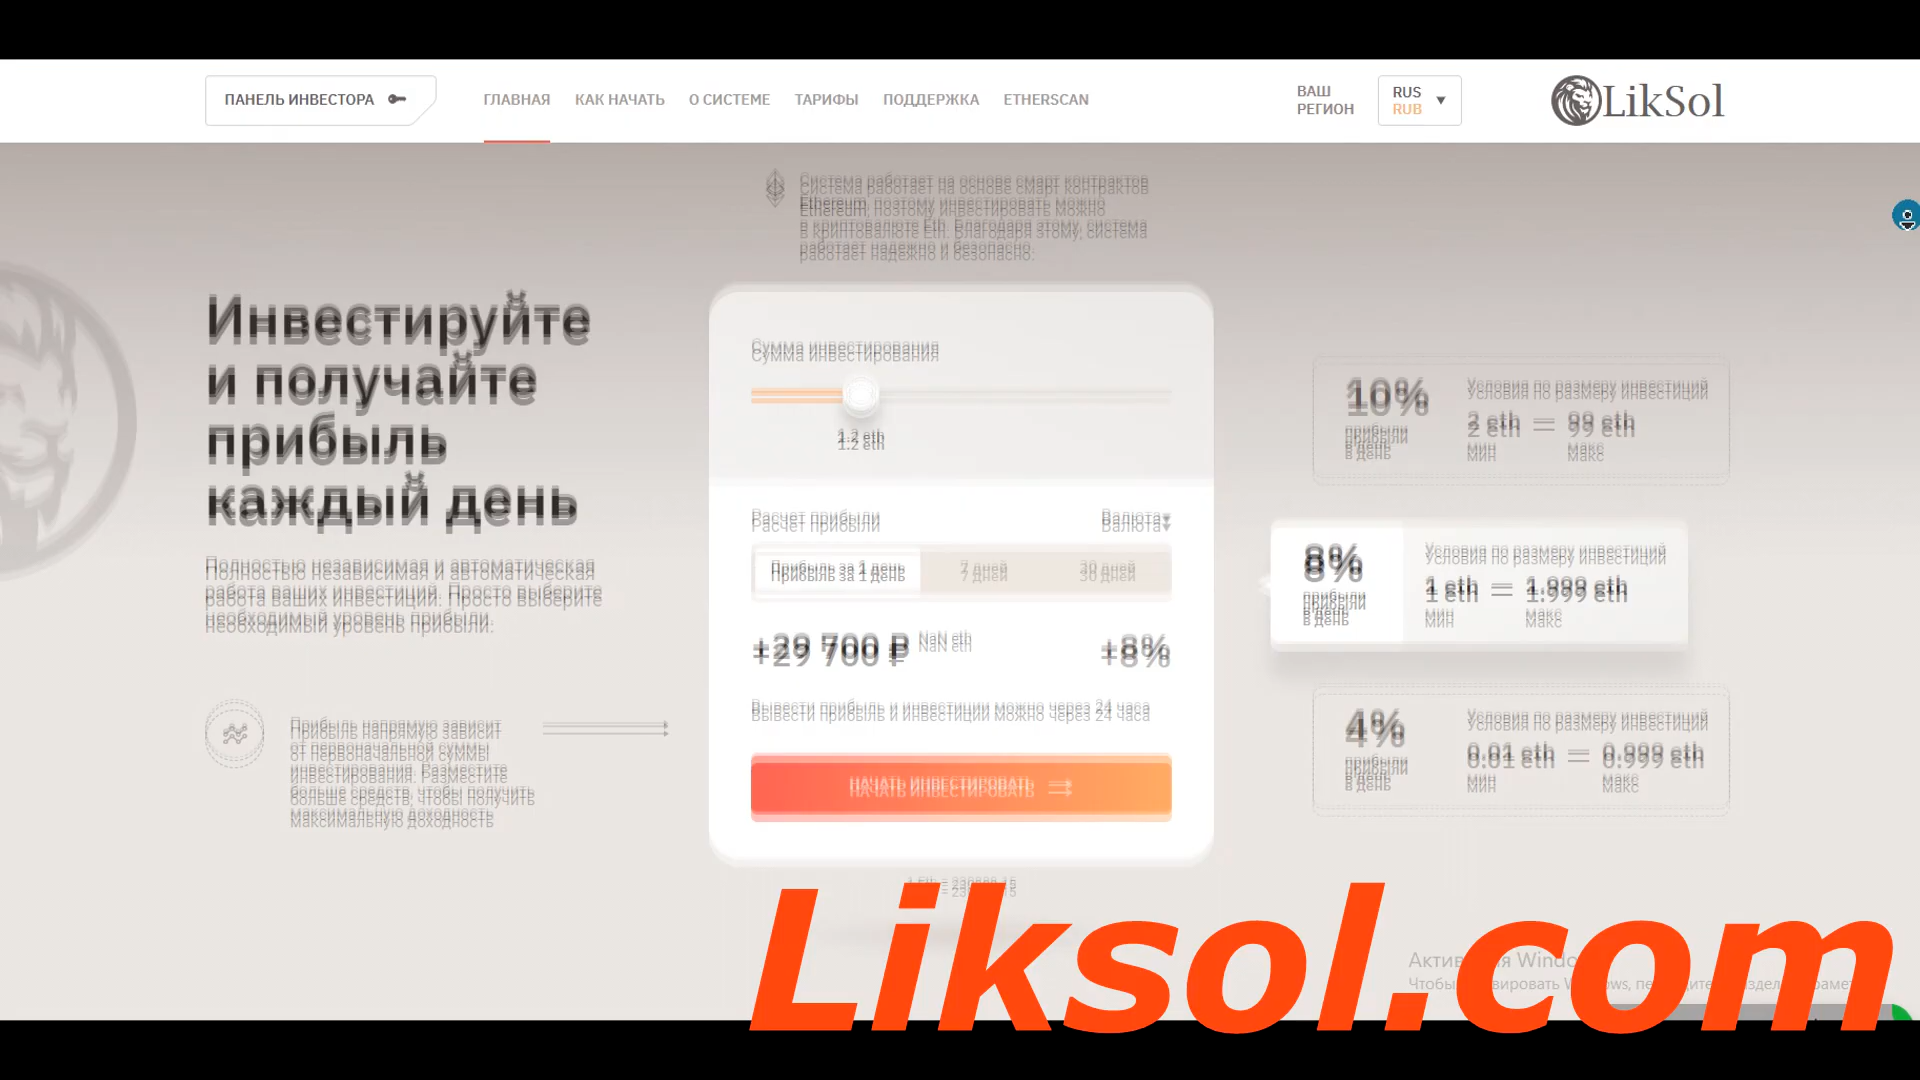 ПАНЕЛЬ ИНВЕСТОРА
ГЛАВНАЯ КАК НАЧАТЬ О СИСТЕМЕ ТАРИФЫ ПОДДЕРЖКА ETHERSCAN
ВАШ
РЕГИОН
RUS
RUB
LikSol
Система работает на основе смарт контрактов
Ethereum, поэтому инвестировать можно
в криптовалюте Eth. Благодаря этому, система
работает надежно и безопасно.
Инвестируйте
и получайте
прибыль
каждый день
Полностью независимая и автоматическая
работа ваших инвестиций. Просто выберите
необходимый уровень прибыли.
Прибыль напрямую зависит
от первоначальной суммы
инвестирования. Разместите
больше средств, чтобы получить
максимальную доходность
Сумма инвестирования
1.2 eth
Расчет прибыли
Валюта
Прибыль за 1 день 7 дней 30 дней
+29 700 ₽ NaN eth +8%
Вывести прибыль и инвестиции можно через 24 часа
НАЧАТЬ ИНВЕСТИРОВАТЬ
10%
прибыли
в день
Условия по размеру инвестиций
2 eth 99 eth
мин макс
8%
прибыли
в день
Условия по размеру инвестиций
1 eth 1.999 eth
мин макс
4%
прибыли
в день
Условия по размеру инвестиций
0.01 eth 0.999 eth
мин макс
Liksol.com